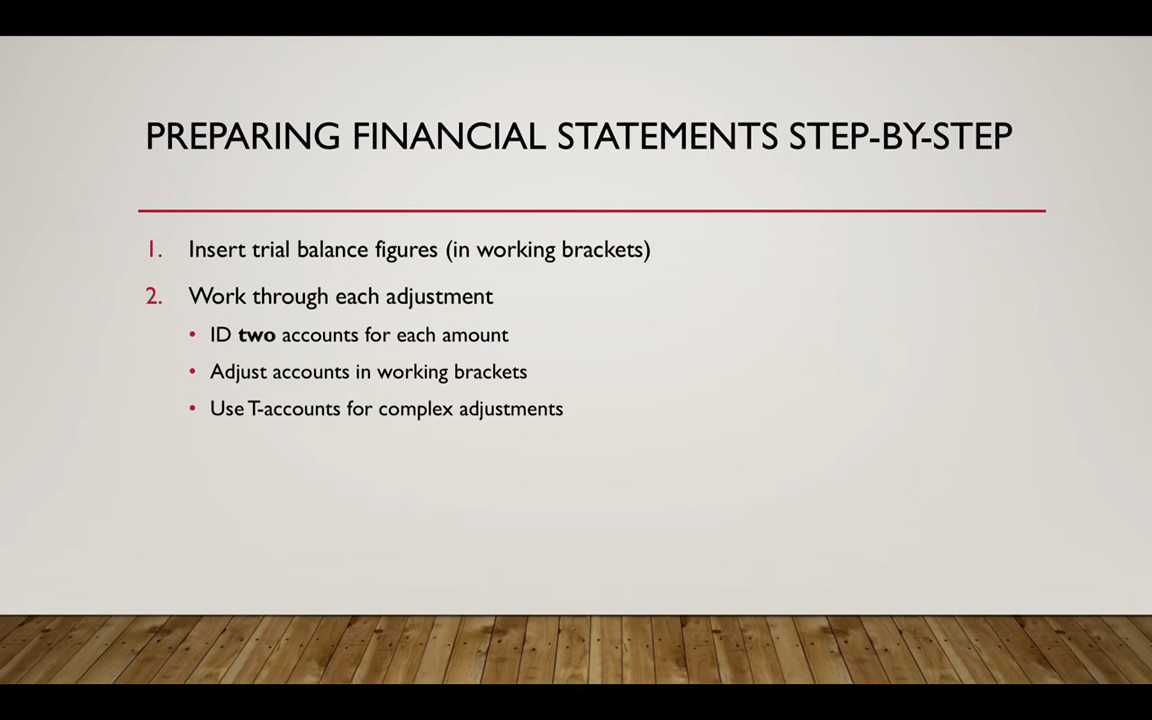 PREPARING FINANCIAL STATEMENTS STEP-BY-STEP
1. Insert trial balance figures (in working brackets)
2. Work through each adjustment
• ID two accounts for each amount
• Adjust accounts in working brackets
• Use T-accounts for complex adjustments